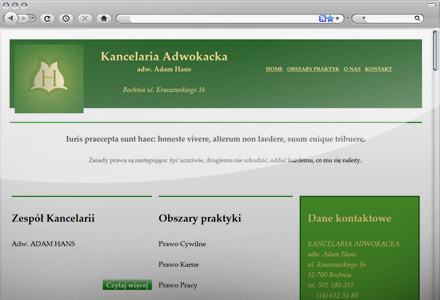 H
Kancelaria Adwokacka
adw. Adam Hans
HOME OBSZARY PRAKTYK O NAS KONTAKT
Bochnia ul. Kraszewskiego 16
Iuris praecepta sunt haec: honeste vivere, alterum non laedere, suum cuique tribuere.
Zasady prawa są następujące: żyć uczciwie, drugiemu nie szkodzić, oddać każdemu, co mu się należy.
Zespół Kancelarii
Adw. ADAM HANS
Czytaj więcej
Obszary praktyki
Prawo Cywilne
Prawo Karne
Prawo Pracy
Dane kontaktowe
KANCELARIA ADWOKACKA
adw. Adam Hans
ul. Kraszewskiego 16
32-700 Bochnia
tel. 501-180-301
(14) 612-51-85